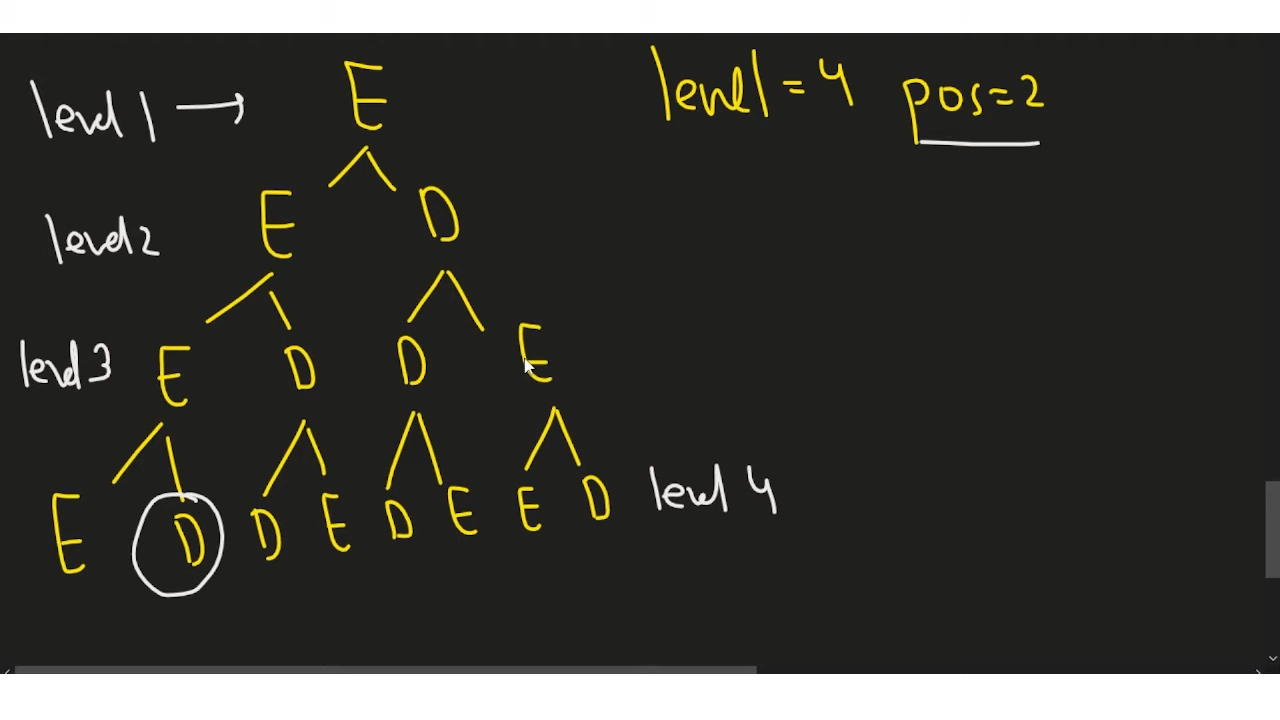 level 1 → E
level = 4 pos=2
level 2 E D
level 3 E D D E
E D D E D E E D level 4